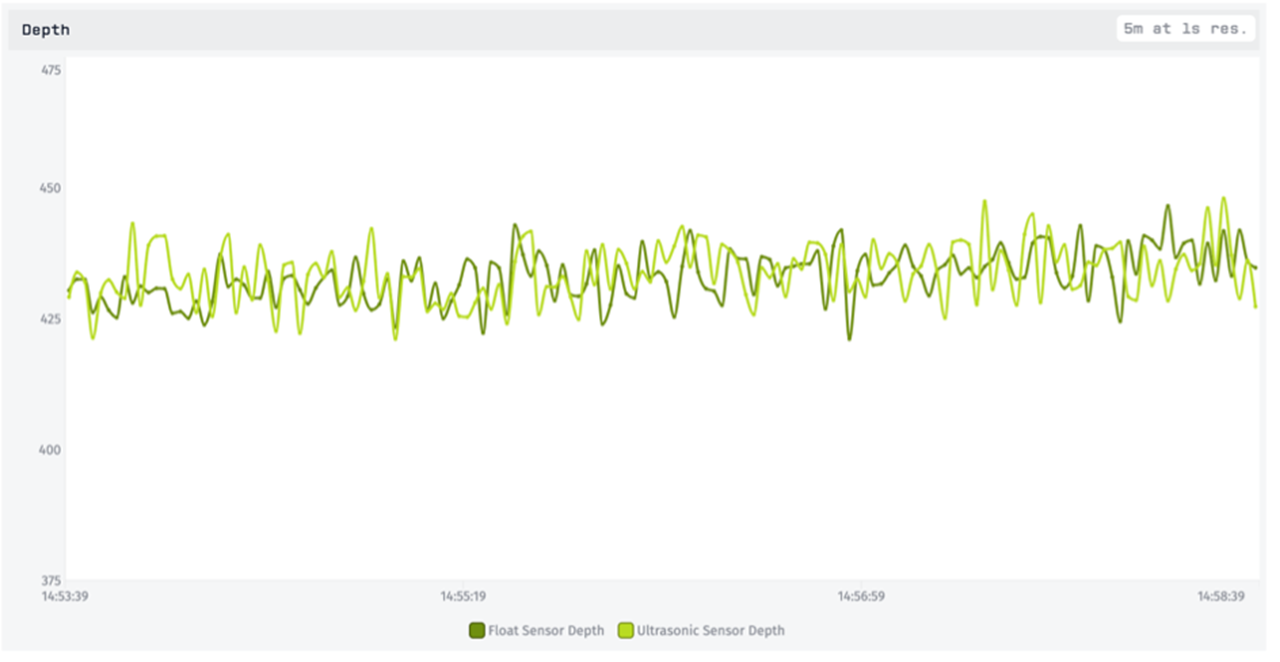 Depth
5m at 1s res.
475
450
425
400
375
14:53:39
14:55:19
14:56:59
14:58:39
Float Sensor Depth
Ultrasonic Sensor Depth